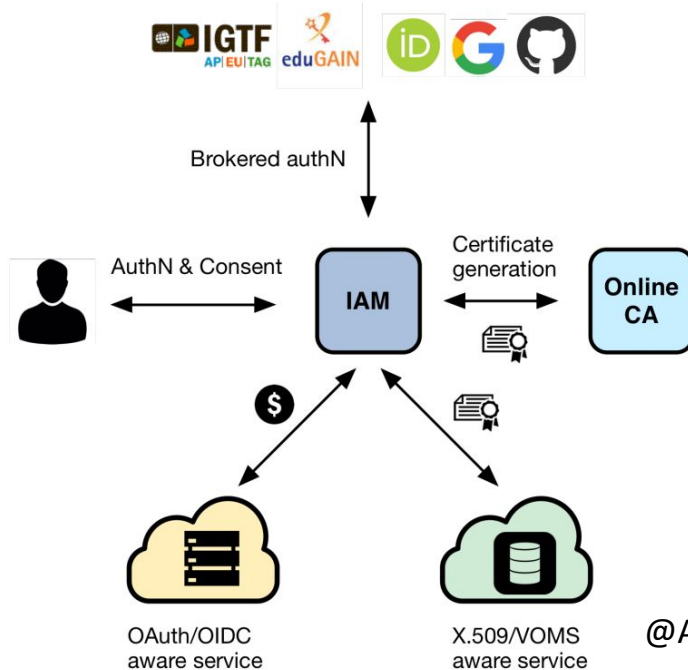 IGTF
AP|EU|TAG
eduGAIN
iD
G
Brokered authN
AuthN & Consent
Certificate
generation
IAM
Online
CA
$
OAuth/OIDC
aware service
X.509/VOMS
aware service
@A